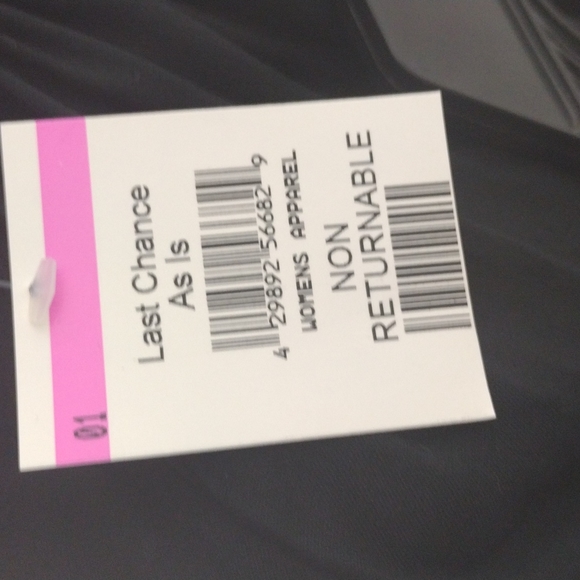 01
Last Chance
As Is
4 29892 56682 9
WOMENS APPAREL
NON
RETURNABLE